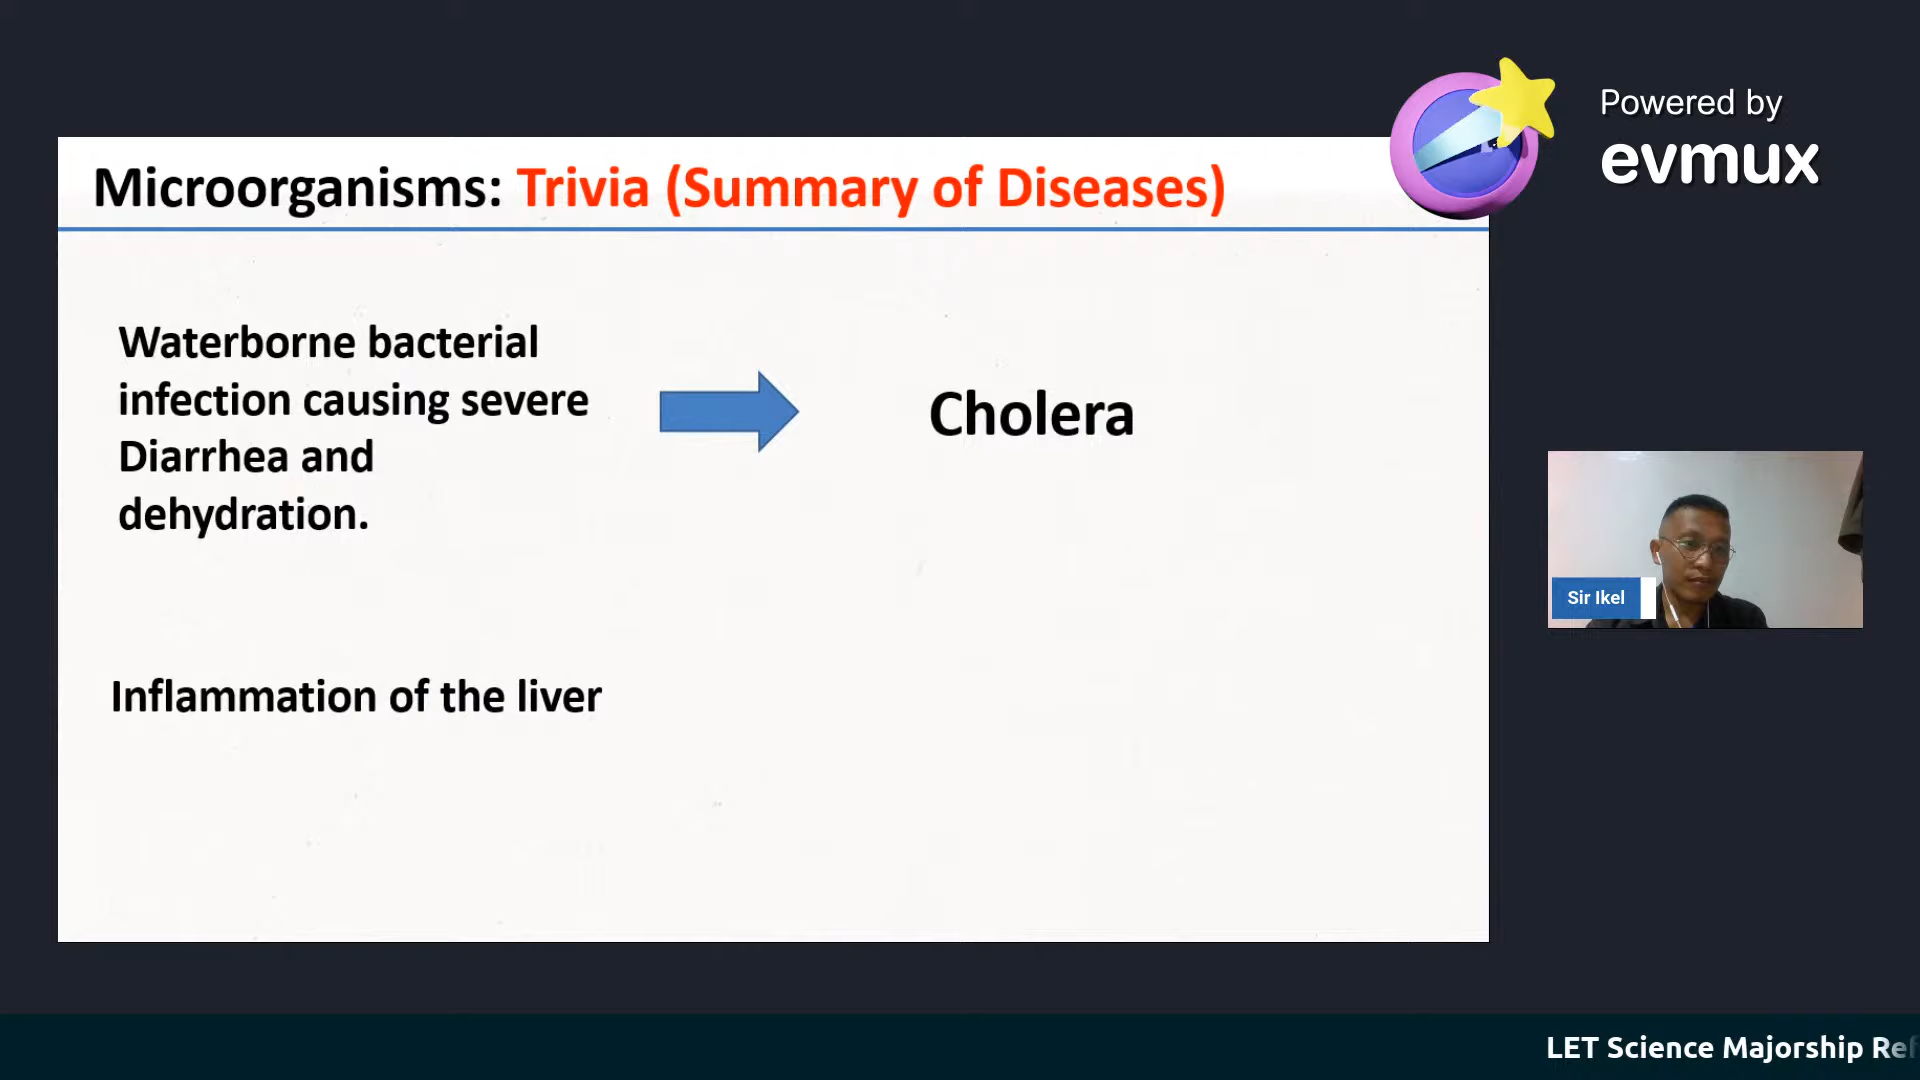 Powered by
evmux
Microorganisms: Trivia (Summary of Diseases)
Waterborne bacterial
infection causing severe
Diarrhea and
dehydration.
Cholera
Inflammation of the liver
Sir Ikel
LET Science Majorship